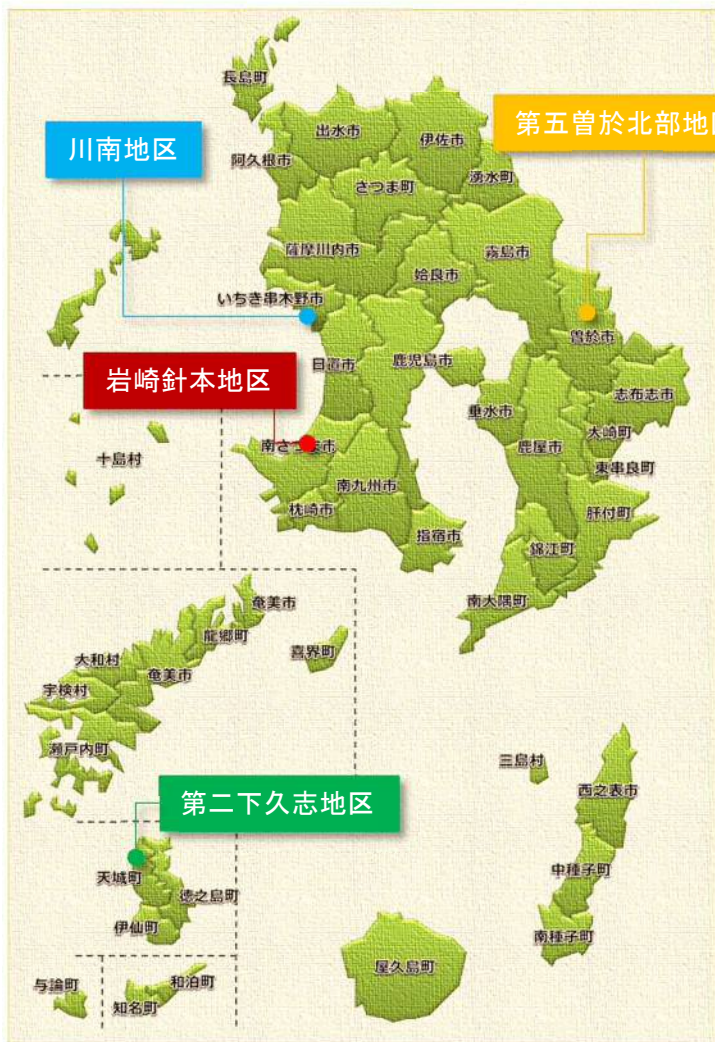 長島町
出水市
伊佐市
第五曽於北部地
川南地区
阿久根市
湧水町
さつま町
薩摩川内市
霧島市
姶良市
いちき串木野市
曽於市
日置市
鹿児島市
岩崎針本地区
志布志市
垂水市
大崎町
南さつま市
鹿屋市
十島村
東串良町
南九州市
枕崎市
肝付町
指宿市
錦江町
南大隅町
奄美市
龍郷町
喜界町
大和村
奄美市
宇検村
瀬戸内町
三島村
西之表市
第二下久志地区
中種子町
天城町
徳之島町
伊仙町
南種子町
屋久島町
和泊町
与論町
知名町